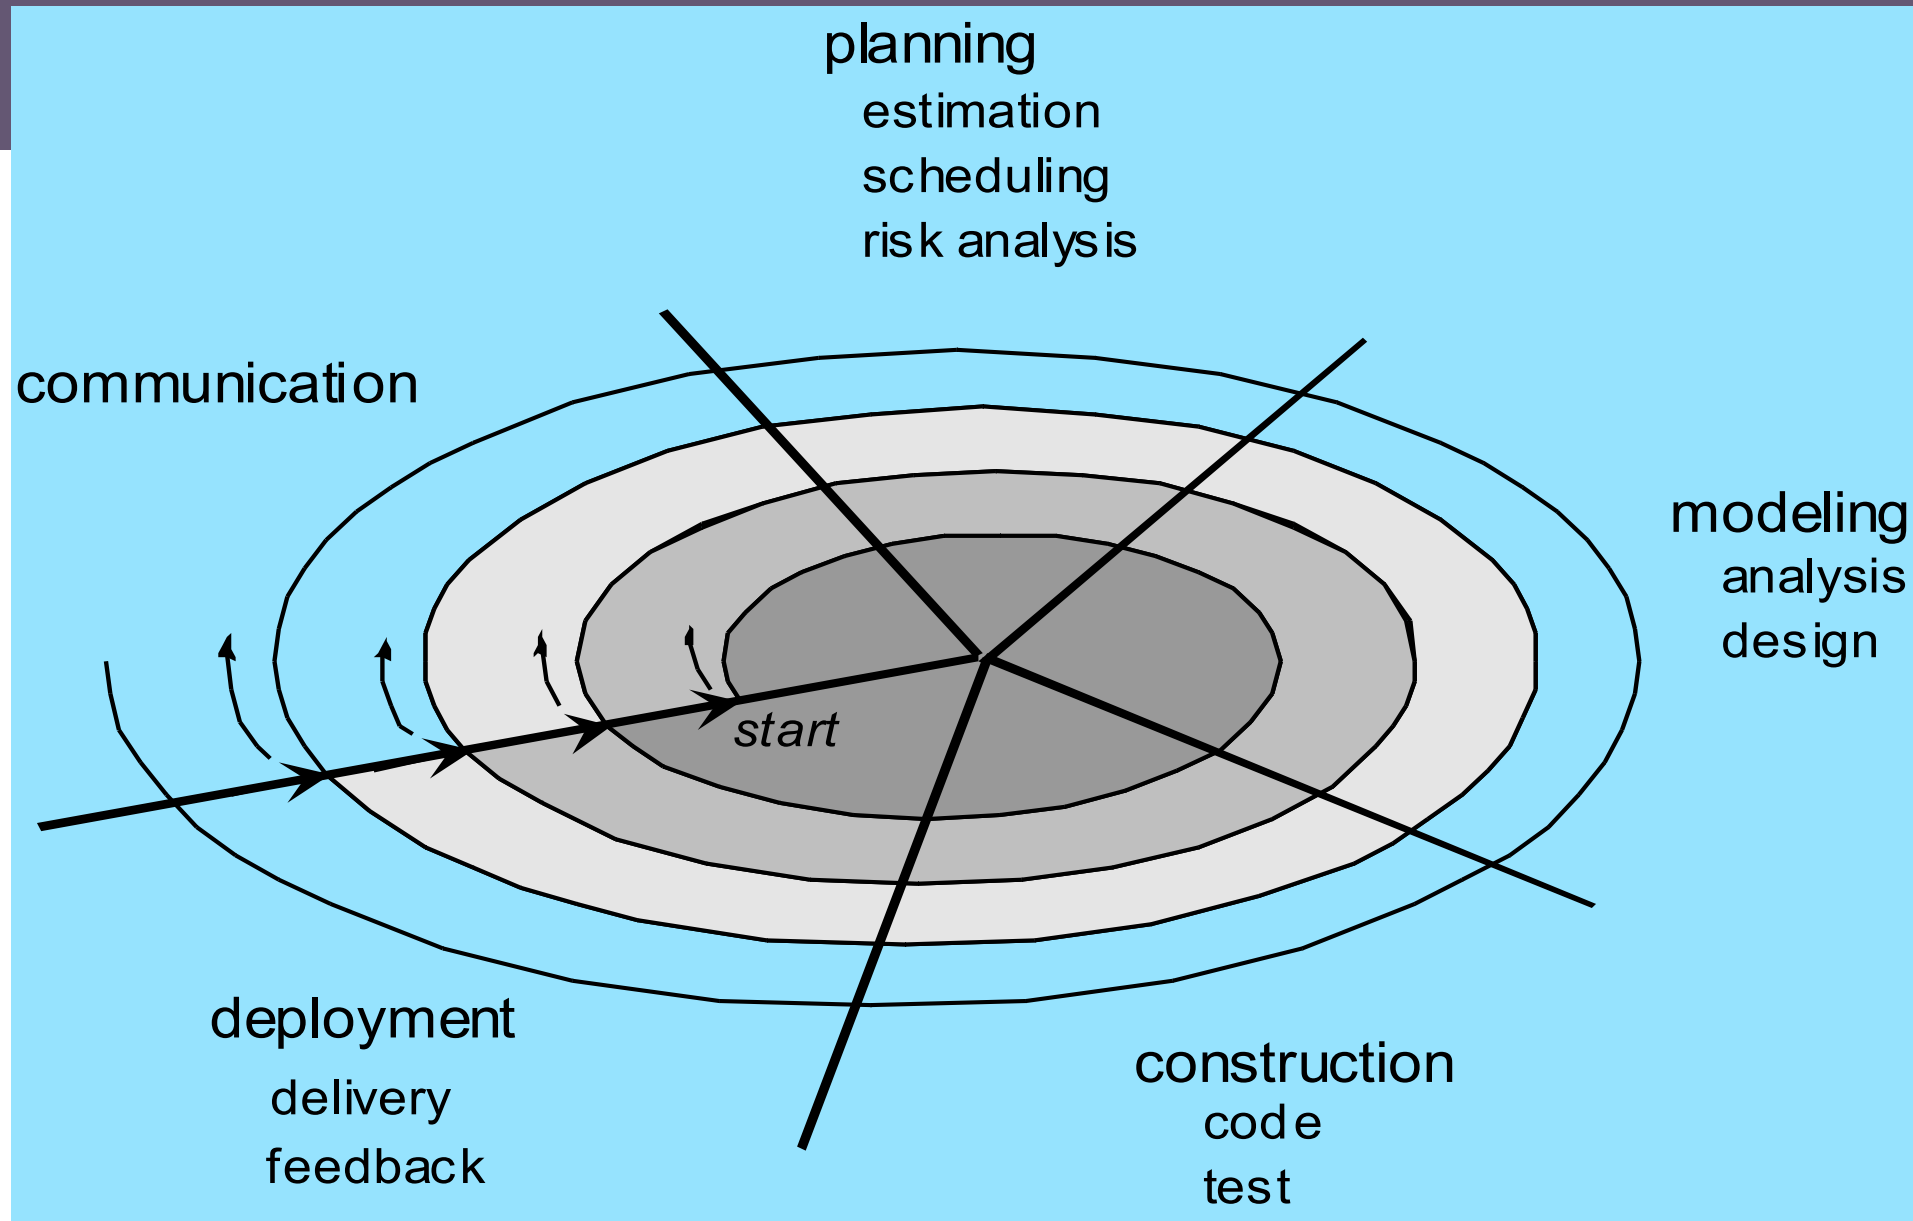 planning
estimation
scheduling
risk analysis
communication
modeling
analysis
design
start
deployment
delivery
feedback
construction
code
test